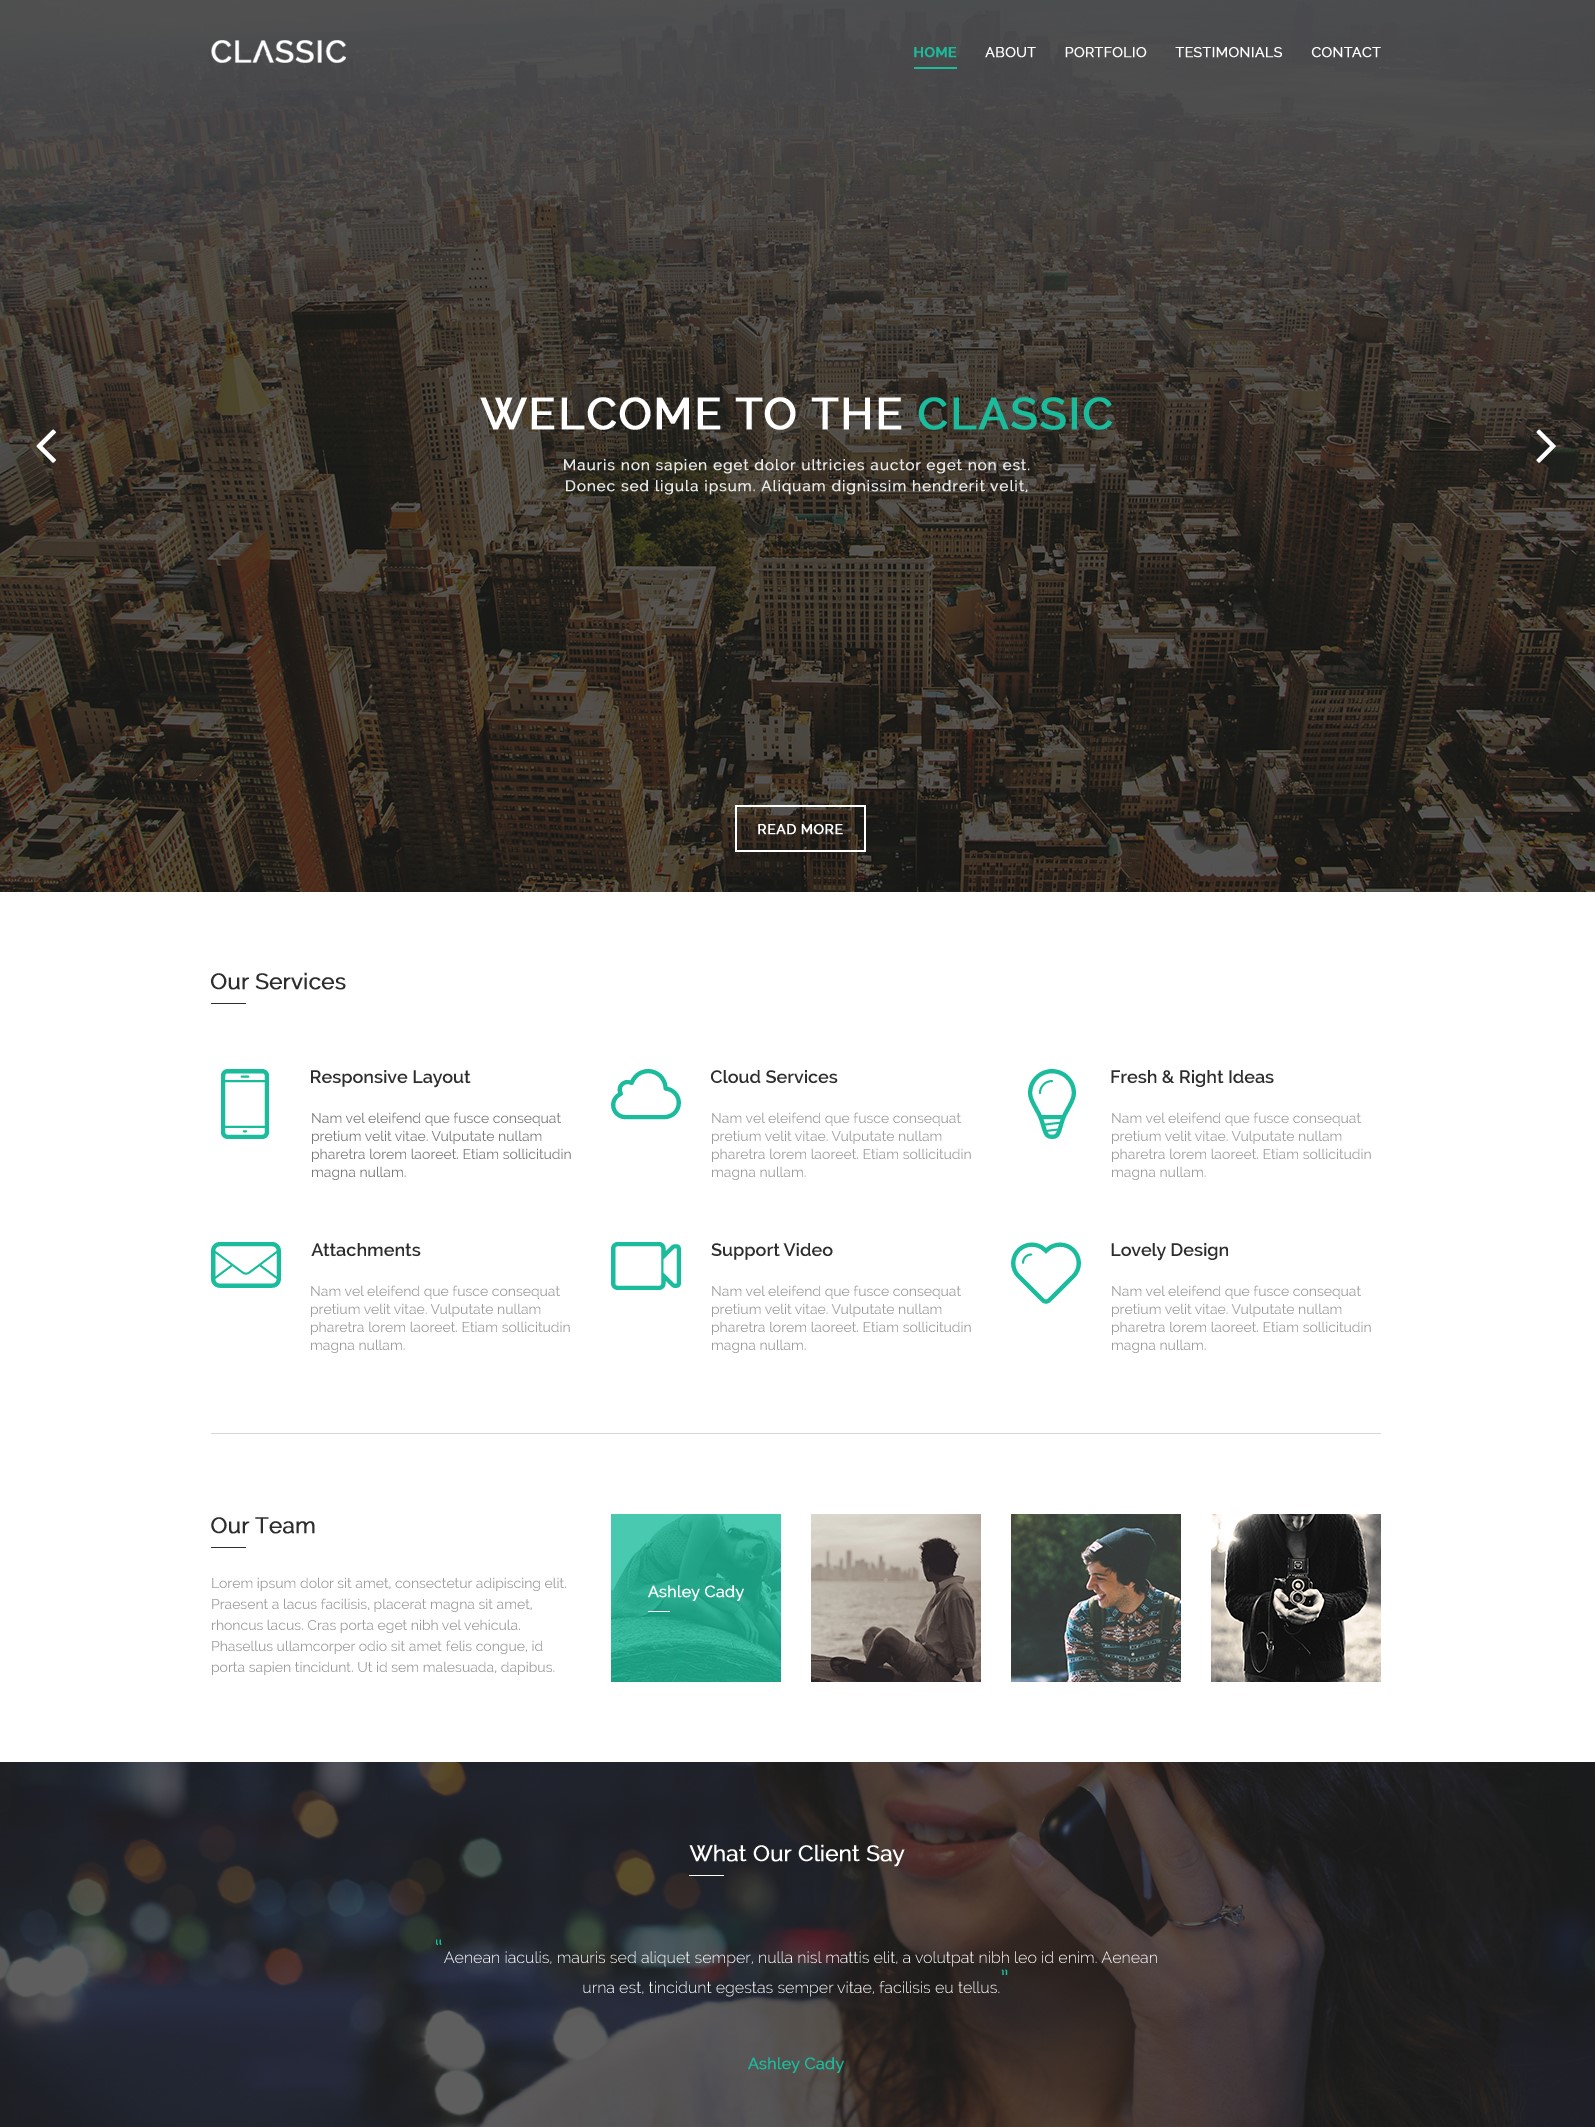 CLASSIC
HOME ABOUT PORTFOLIO TESTIMONIALS CONTACT
WELCOME TO THE CLASSIC
Mauris non sapien eget dolor ultricies auctor eget non est.
Donec sed ligula ipsum. Aliquam dignissim hendrerit velit,
READ MORE
Our Services
Responsive Layout
Nam vel eleifend que fusce consequat
pretium velit vitae. Vulputate nullam
pharetra lorem laoreet. Etiam sollicitudin
magna nullam.
Cloud Services
Nam vel eleifend que fusce consequat
pretium velit vitae. Vulputate nullam
pharetra lorem laoreet. Etiam sollicitudin
magna nullam.
Fresh & Right Ideas
Nam vel eleifend que fusce consequat
pretium velit vitae. Vulputate nullam
pharetra lorem laoreet. Etiam sollicitudin
magna nullam.
Attachments
Nam vel eleifend que fusce consequat
pretium velit vitae. Vulputate nullam
pharetra lorem laoreet. Etiam sollicitudin
magna nullam.
Support Video
Nam vel eleifend que fusce consequat
pretium velit vitae. Vulputate nullam
pharetra lorem laoreet. Etiam sollicitudin
magna nullam.
Lovely Design
Nam vel eleifend que fusce consequat
pretium velit vitae. Vulputate nullam
pharetra lorem laoreet. Etiam sollicitudin
magna nullam.
Our Team
Lorem ipsum dolor sit amet, consectetur adipiscing elit.
Praesent a lacus facilisis, placerat magna sit amet,
rhoncus lacus. Cras porta eget nibh vel vehicula.
Phasellus ullamcorper odio sit amet felis congue, id
porta sapien tincidunt. Ut id sem malesuada, dapibus.
Ashley Cady
What Our Client Say
“Aenean iaculis, mauris sed aliquet semper, nulla nisl mattis elit, a volutpat nibh leo id enim. Aenean
urna est, tincidunt egestas semper vitae, facilisis eu tellus.”
Ashley Cady